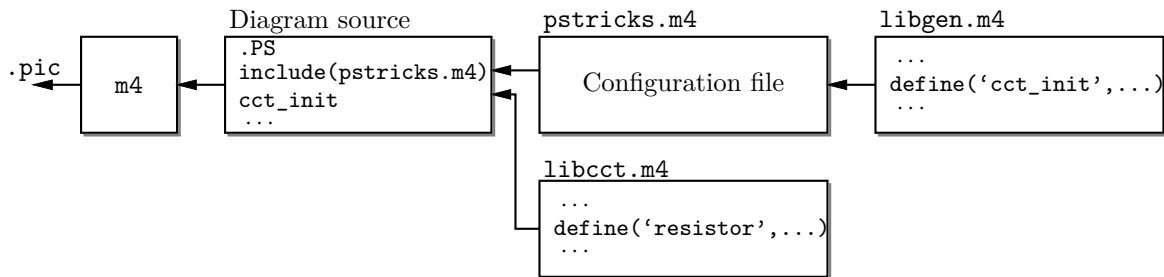 .pic
m4
Diagram source
.PS
include(pstricks.m4)
cct_init
...
pstricks.m4
Configuration file
libgen.m4
...
define(‘cct_init’,...)
...
libcct.m4
...
define(‘resistor’,...)
...